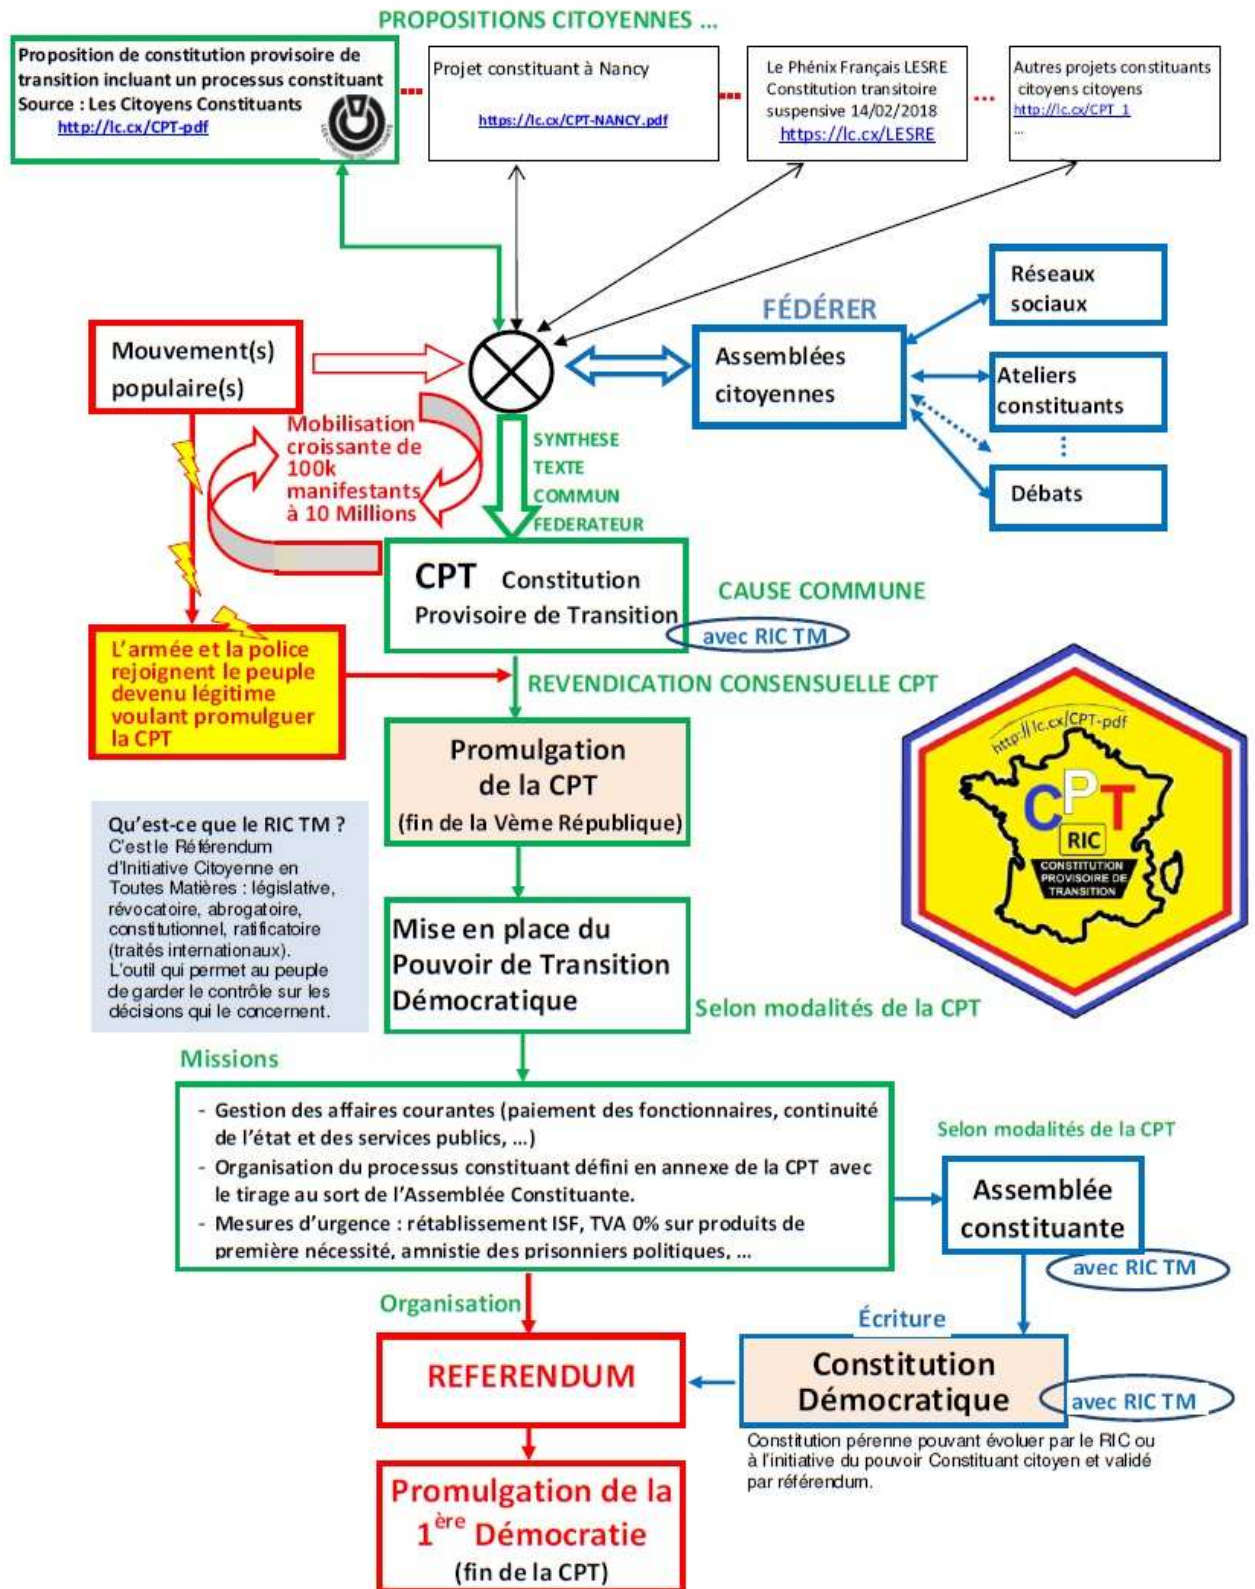 PROPOSITIONS CITOYENNES ...
Proposition de constitution provisoire de
transition incluant un processus constituant
Source : Les Citoyens Constituants
http://lc.cx/CPT-pdf
LES CITOYENS CONSTITUANTS
Projet constituant à Nancy
https://lc.cx/CPT-NANCY.pdf
Le Phénix Français LESRE
Constitution transitoire
suspensive 14/02/2018
https://lc.cx/LESRE
Autres projets constituants
citoyens citoyens
http://lc.cx/CPT_1
...
Mouvement(s)
populaire(s)
FÉDÉRER
Assemblées
citoyennes
Réseaux
sociaux
Ateliers
constituants
Débats
Mobilisation
croissante de
100k
manifestants
à 10 Millions
SYNTHESE
TEXTE
COMMUN
FEDERATEUR
CPT Constitution
Provisoire de Transition
CAUSE COMMUNE
avec RIC TM
L'armée et la police
rejoignent le peuple
devenu légitime
voulant promulguer
la CPT
REVENDICATION CONSENSUELLE CPT
Promulgation
de la CPT
(fin de la Vème République)
http://lc.cx/CPT-pdf
CPT
RIC
CONSTITUTION
PROVISOIRE DE
TRANSITION
Qu'est-ce que le RIC TM ?
C'est le Référendum
d'Initiative Citoyenne en
Toutes Matières : législative,
révocatoire, abrogatoire,
constitutionnel, ratificatoire
(traités internationaux).
L'outil qui permet au peuple
de garder le contrôle sur les
décisions qui le concernent.
Mise en place du
Pouvoir de Transition
Démocratique
Selon modalités de la CPT
Missions
- Gestion des affaires courantes (paiement des fonctionnaires, continuité
de l'état et des services publics, ...)
- Organisation du processus constituant défini en annexe de la CPT avec
le tirage au sort de l'Assemblée Constituante.
- Mesures d'urgence : rétablissement ISF, TVA 0% sur produits de
première nécessité, amnistie des prisonniers politiques, ...
Selon modalités de la CPT
Assemblée
constituante
avec RIC TM
Organisation
Écriture
REFERENDUM
Constitution
Démocratique
avec RIC TM
Constitution pérenne pouvant évoluer par le RIC ou
à l'initiative du pouvoir Constituant citoyen et validé
par référendum.
Promulgation de la
1ère Démocratie
(fin de la CPT)